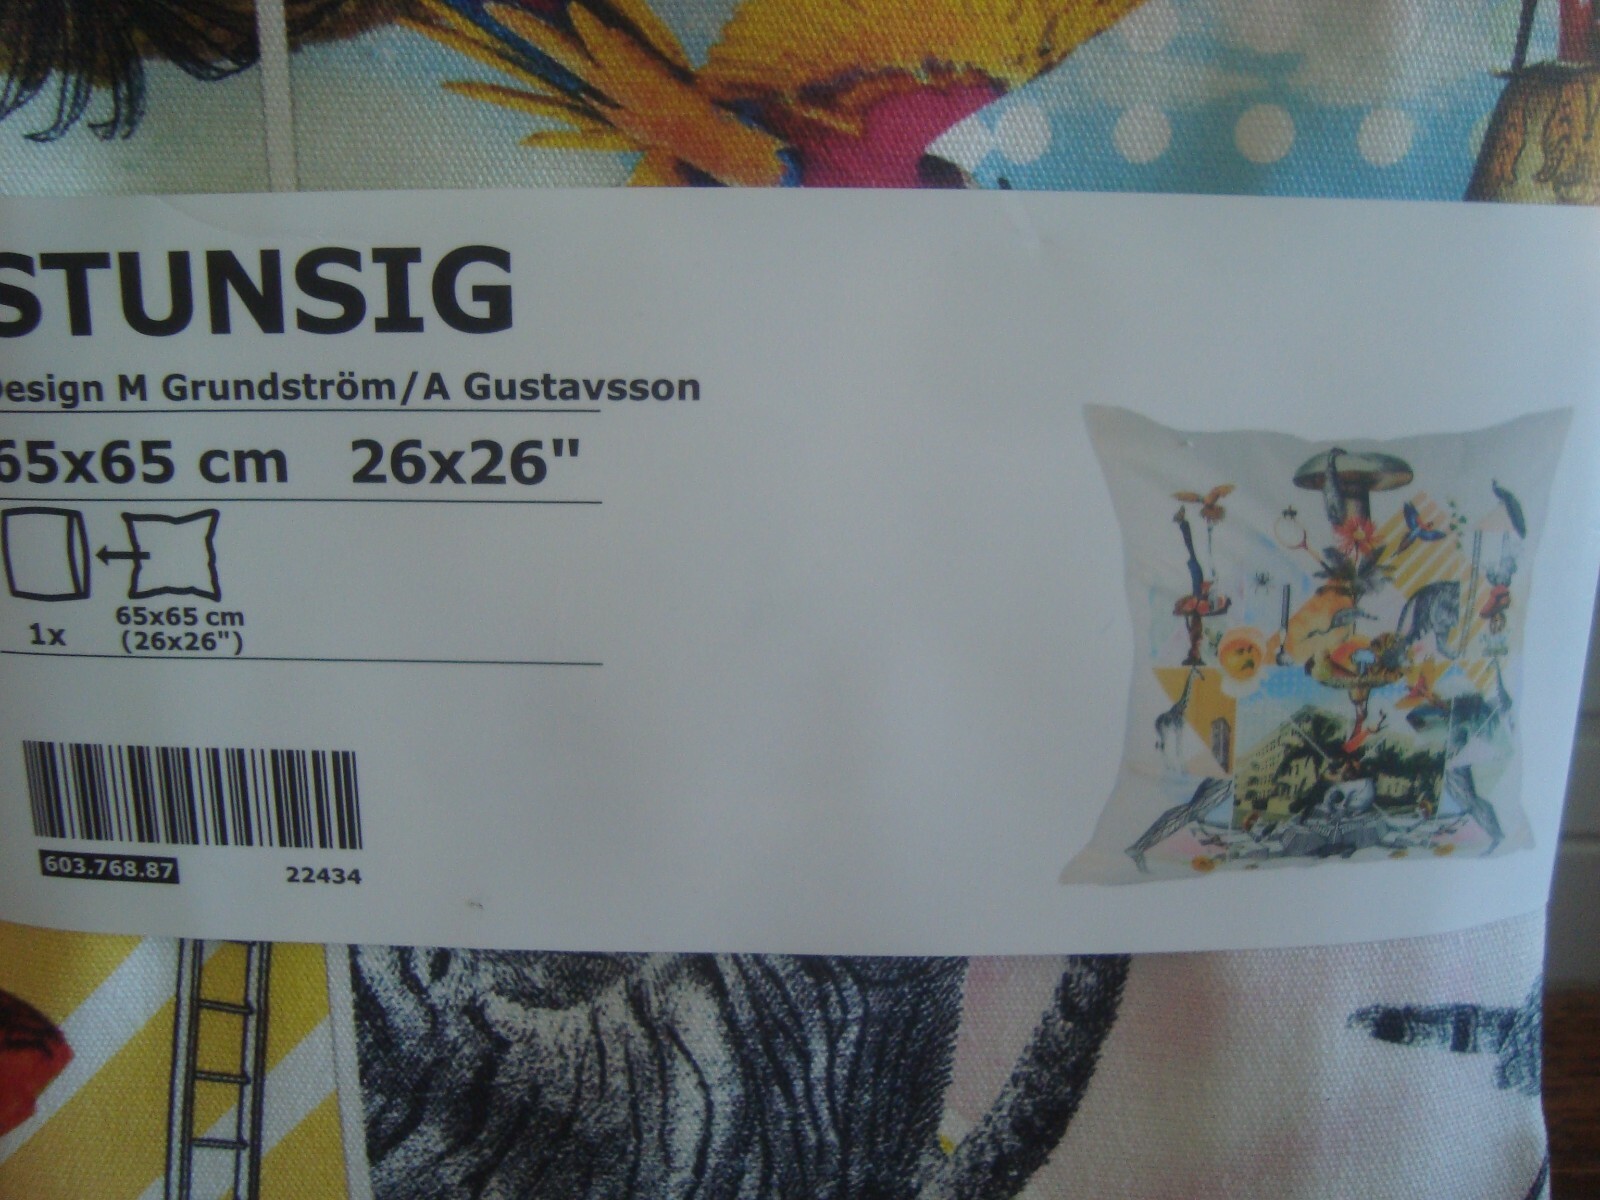 STUNSIG
Design M Grundström/A Gustavsson
65x65 cm 26x26"
65x65 cm
1x (26x26")
603.768.87 22434